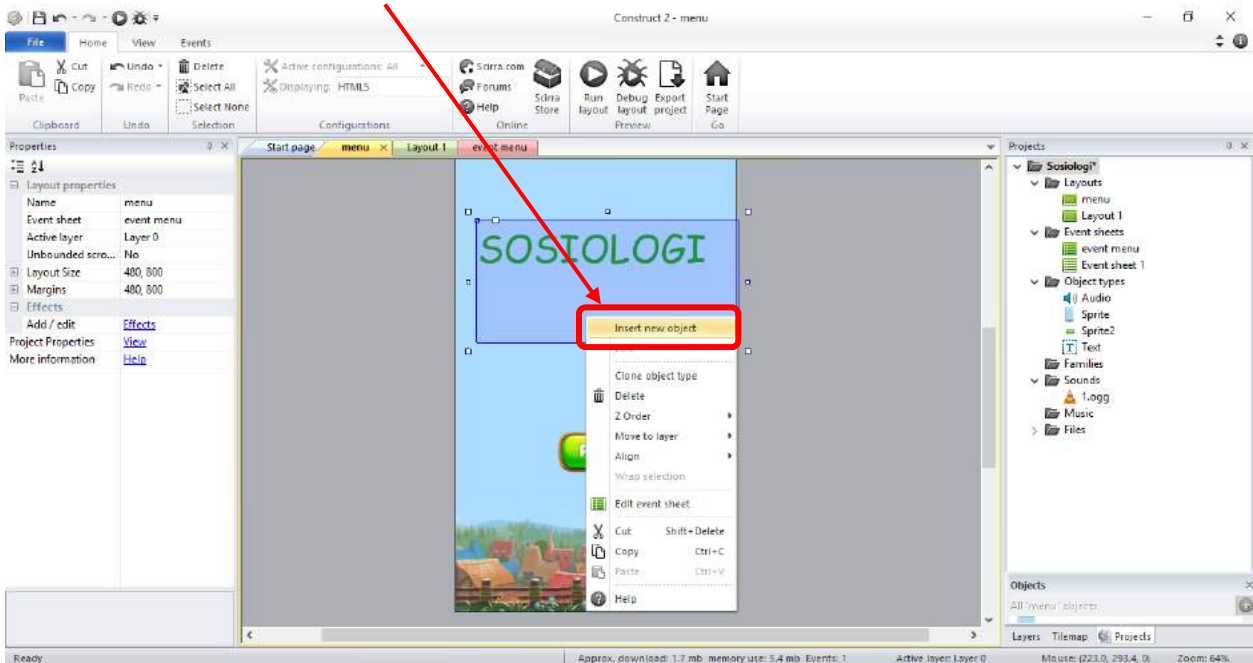 Construct 2 - menu
File Home View Events
Cut Copy Paste Clipboard
Undo Redo Undo
Delete Select All Select None Selection
Active configurations: All
Displaying: HTML5
Configurations
Scirra.com Forums Help Scirra Store Online
Run layout Debug layout Export project Preview
Start Page Go
Properties
Start page menu Layout 1 event menu
Projects
Layout properties
Name menu
Event sheet event menu
Active layer Layer 0
Unbounded scro... No
Layout Size 480, 800
Margins 480, 800
Effects
Add / edit Effects
Project Properties View
More information Help
SOSIOLOGI
Insert new object
Clone object type
Delete
Z Order
Move to layer
Align
Wrap selection
Edit event sheet
Cut Shift+Delete
Copy Ctrl+C
Paste Ctrl+V
Help
Sosiologi*
Layouts
menu
Layout 1
Event sheets
event menu
Event sheet 1
Object types
Audio
Sprite
Sprite2
Text
Families
Sounds
1.ogg
Music
Files
Objects
All 'menu' objects
Layers Tilemap Projects
Ready
Approx. download: 1.7 mb memory use: 5.4 mb Events: 1 Active layer: Layer 0 Mouse: (223.0, 293.4, 0) Zoom: 64%